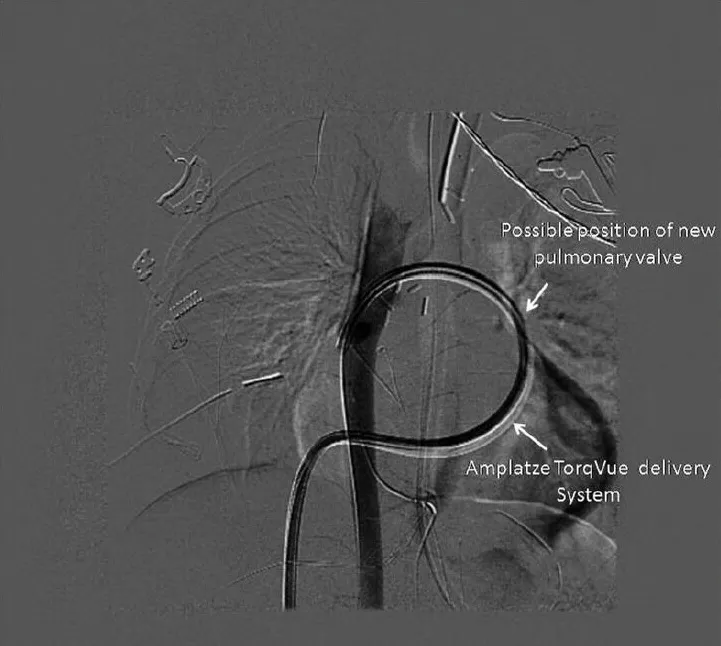 Possible position of new
pulmonary valve
Amplatze TorqVue delivery
System